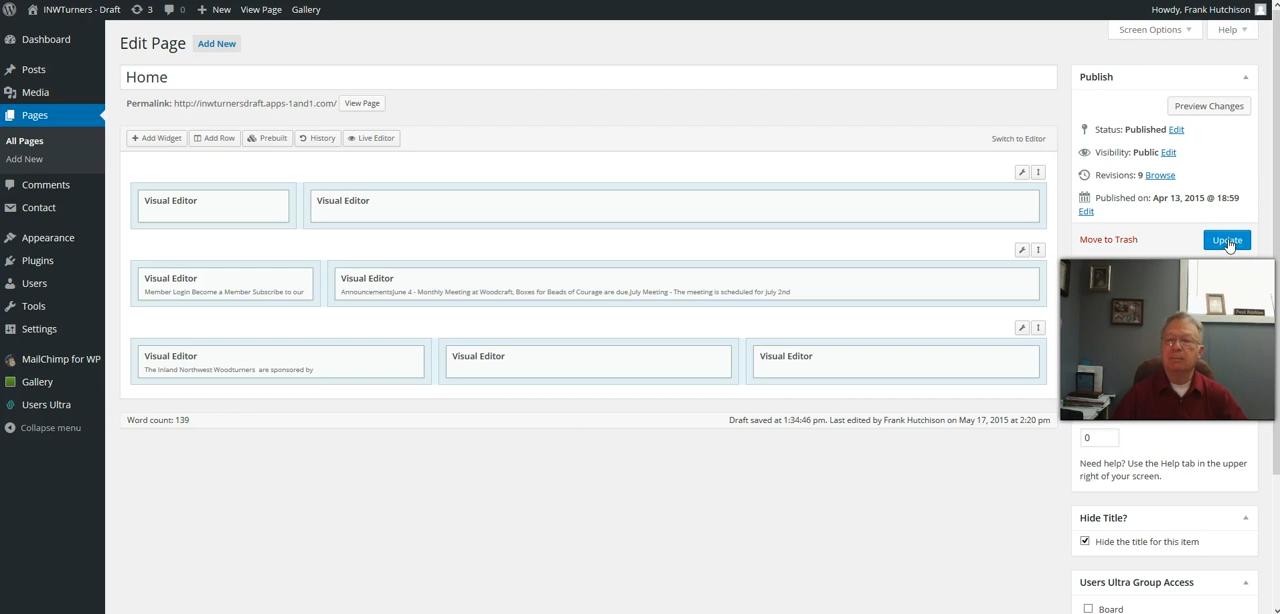 INWTurners - Draft 3 0 New View Page Gallery Howdy, Frank Hutchison
Screen Options Help
Dashboard
Posts
Media
Pages
All Pages
Add New
Comments
Contact
Appearance
Plugins
Users
Tools
Settings
MailChimp for WP
Gallery
Users Ultra
Collapse menu
Edit Page Add New
Home
Permalink: http://inwturnersdraft.apps-1and1.com/ View Page
Add Widget Add Row Prebuilt History Live Editor Switch to Editor
Visual Editor Visual Editor
Visual Editor Visual Editor
Member Login Become a Member Subscribe to our AnnouncementsJune 4 - Monthly Meeting at Woodcraft, Boxes for Beads of Courage are due.July Meeting - The meeting is scheduled for July 2nd
Visual Editor Visual Editor Visual Editor
The Inland Northwest Woodturners are sponsored by
Word count: 139 Draft saved at 1:34:46 pm. Last edited by Frank Hutchison on May 17, 2015 at 2:20 pm
Publish
Preview Changes
Status: Published Edit
Visibility: Public Edit
Revisions: 9 Browse
Published on: Apr 13, 2015 @ 18:59
Edit
Move to Trash Update
0
Need help? Use the Help tab in the upper
right of your screen.
Hide Title?
Hide the title for this item
Users Ultra Group Access
Board